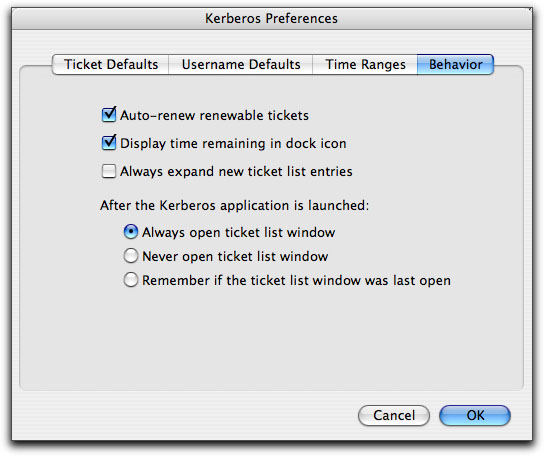 Kerberos Preferences
Ticket Defaults Username Defaults Time Ranges Behavior
Auto-renew renewable tickets
Display time remaining in dock icon
Always expand new ticket list entries
After the Kerberos application is launched:
Always open ticket list window
Never open ticket list window
Remember if the ticket list window was last open
Cancel OK